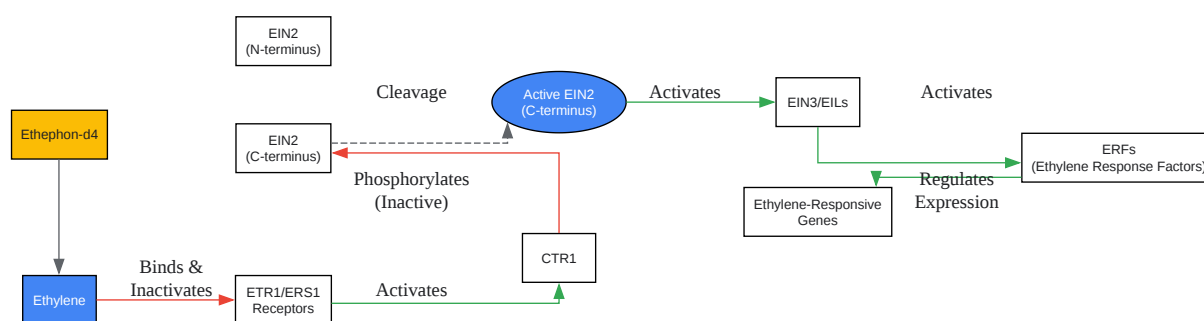 EIN2
(N-terminus)
Cleavage
Active EIN2
(C-terminus)
Activates
EIN3/EILs
Activates
Ethephon-d4
EIN2
(C-terminus)
ERFs
(Ethylene Response Factors)
Phosphorylates
(Inactive)
Regulates
Expression
Ethylene-Responsive
Genes
CTR1
Binds &
Inactivates
Ethylene
ETR1/ERS1
Receptors
Activates